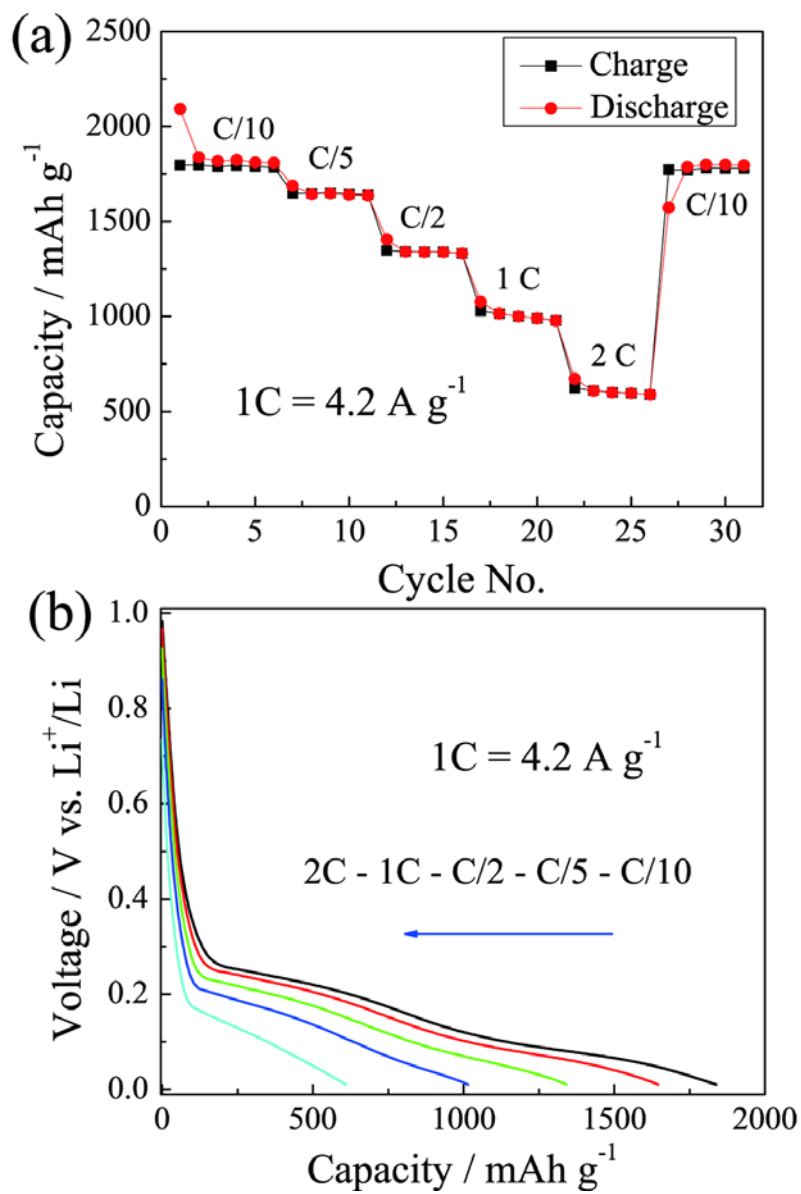 (a)
2500
2000
1500
1000
500
0
Capacity / mAh g⁻¹
Charge
Discharge
C/10
C/5
C/2
1 C
2 C
C/10
1C = 4.2 A g⁻¹
0 5 10 15 20 25 30
Cycle No.
(b)
1.0
0.8
0.6
0.4
0.2
0.0
Voltage / V vs. Li⁺/Li
1C = 4.2 A g⁻¹
2C - 1C - C/2 - C/5 - C/10
0 500 1000 1500 2000
Capacity / mAh g⁻¹